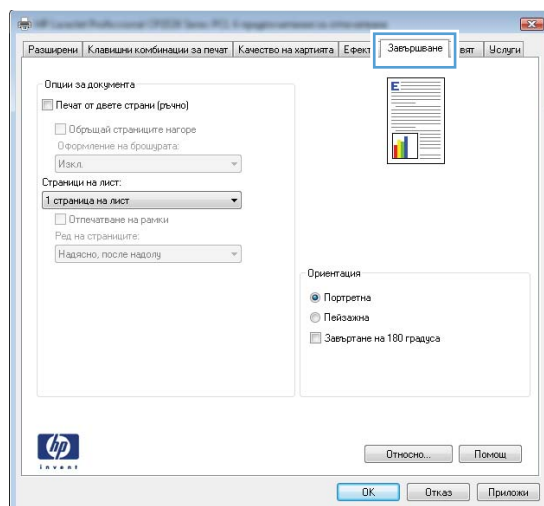 Разширени Клавишни комбинации за печат Качество на хартията Ефект Завършване вят Услуги
Опции за документа
Печат от двете страни (ръчно)
Обръщай страниците нагоре
Оформление на брошурата:
Изкл.
Страници на лист:
1 страница на лист
Отпечатване на рамки
Ред на страниците:
Надясно, после надолу
E
Ориентация
Портретна
Пейзажна
Завъртане на 180 градуса
hp
invent
Относно... Помощ
OK Отказ Приложи